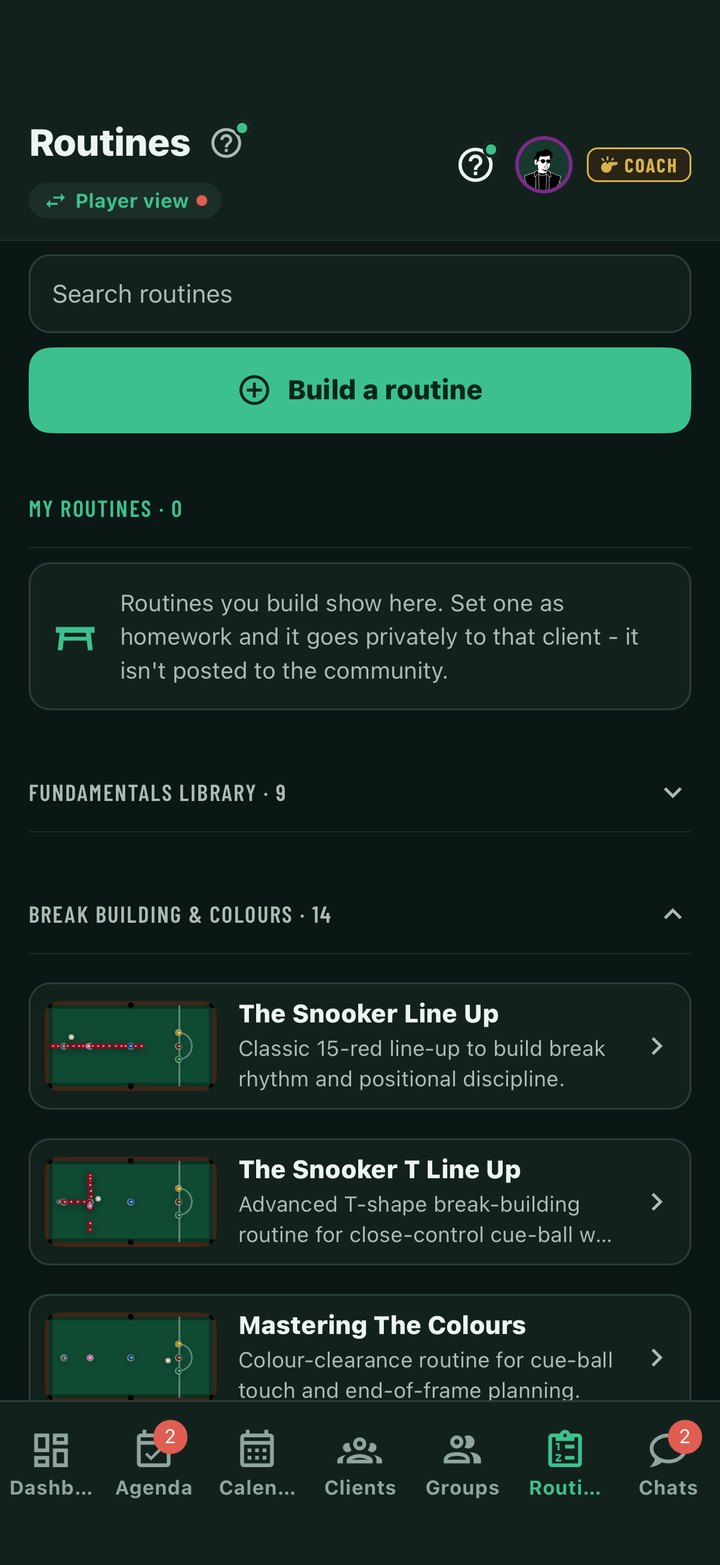 Routines
Player view
COACH
Search routines
Build a routine
MY ROUTINES · 0
Routines you build show here. Set one as
homework and it goes privately to that client - it
isn't posted to the community.
FUNDAMENTALS LIBRARY · 9
BREAK BUILDING & COLOURS · 14
The Snooker Line Up
Classic 15-red line-up to build break
rhythm and positional discipline.
The Snooker T Line Up
Advanced T-shape break-building
routine for close-control cue-ball w...
Mastering The Colours
Colour-clearance routine for cue-ball
touch and end-of-frame planning.
2
2
Dashb...
Agenda
Calen...
Clients
Groups
Routi...
Chats